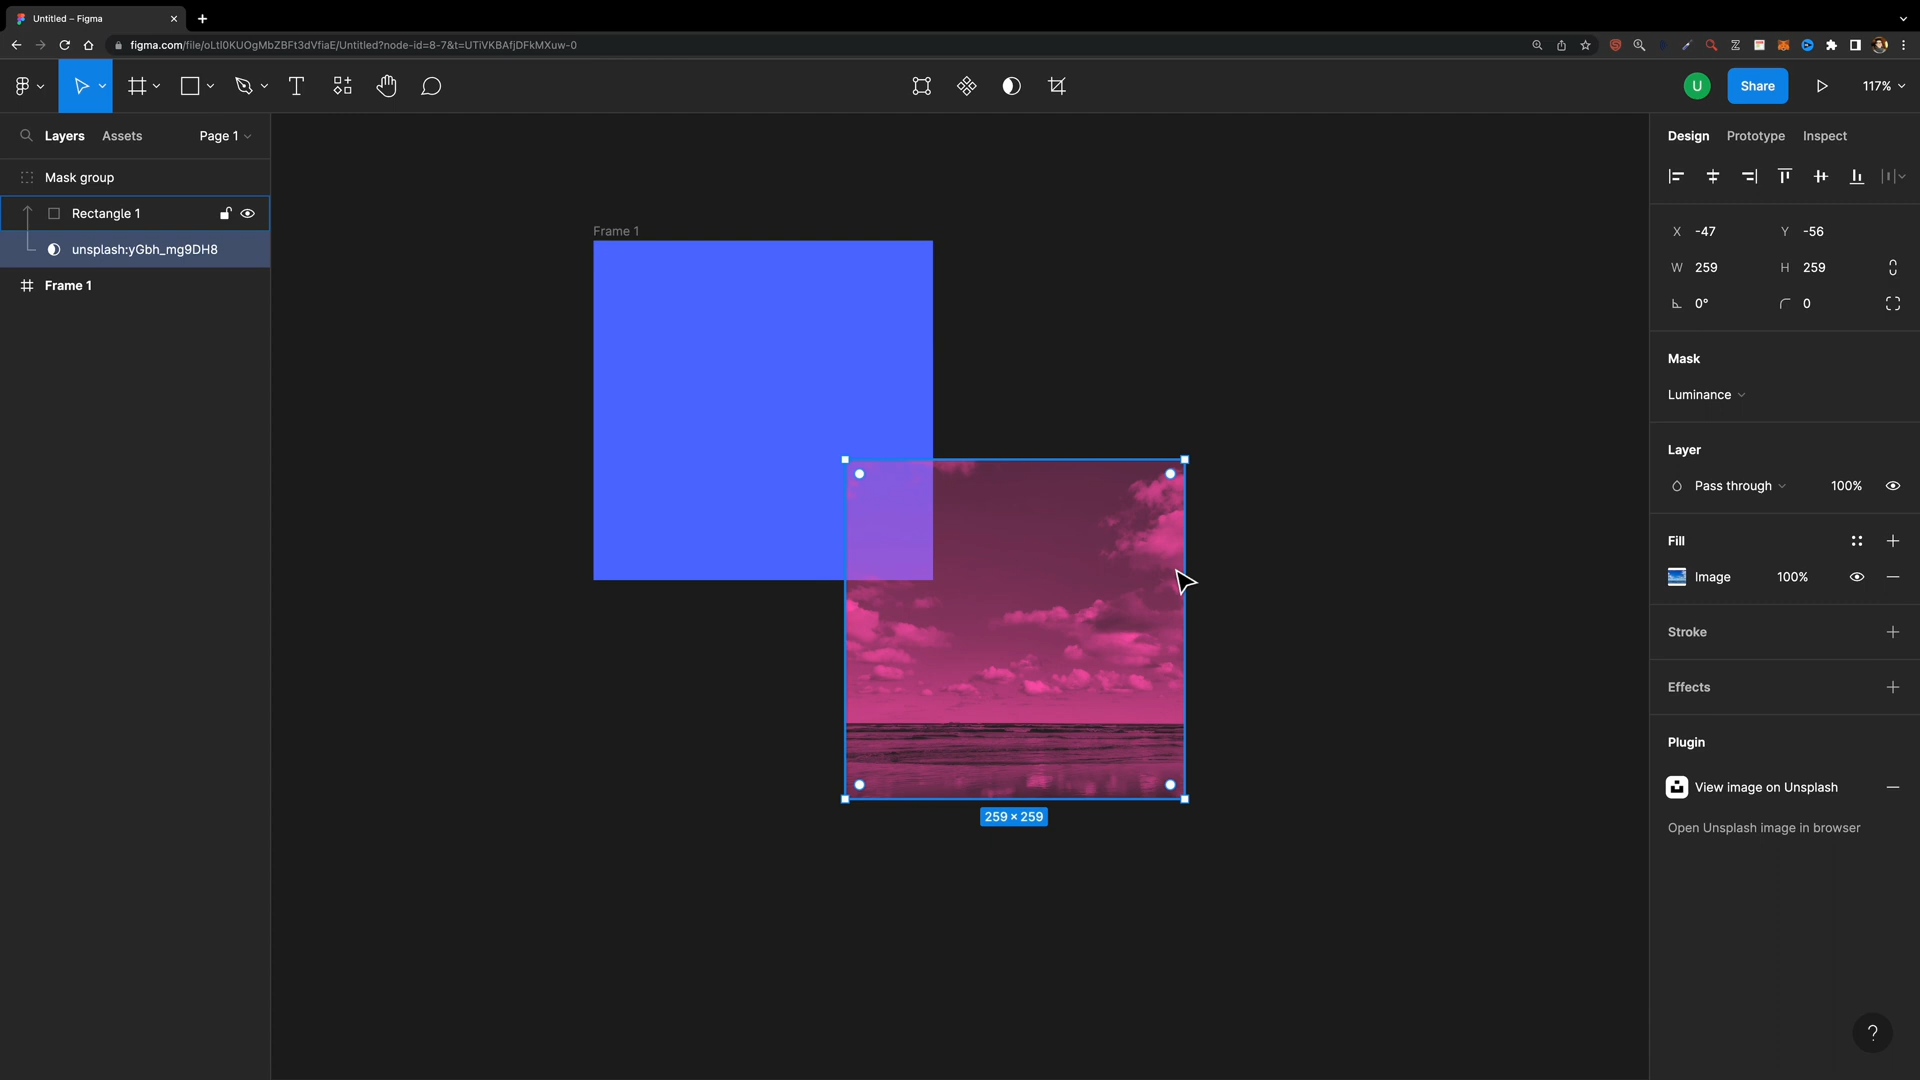 Untitled – Figma
figma.com/file/oLtI0KUOgMbZBFt3dVfiaE/Untitled?node-id=8-7&t=UTiVKBAfjDFkMXuw-0
U
Share
117%
Layers
Assets
Page 1
Design
Prototype
Inspect
Mask group
Rectangle 1
unsplash:yGbh_mg9DH8
Frame 1
Frame 1
259 × 259
X -47
Y -56
W 259
H 259
0°
0
Mask
Luminance
Layer
Pass through
100%
Fill
Image
100%
Stroke
Effects
Plugin
View image on Unsplash
Open Unsplash image in browser
?